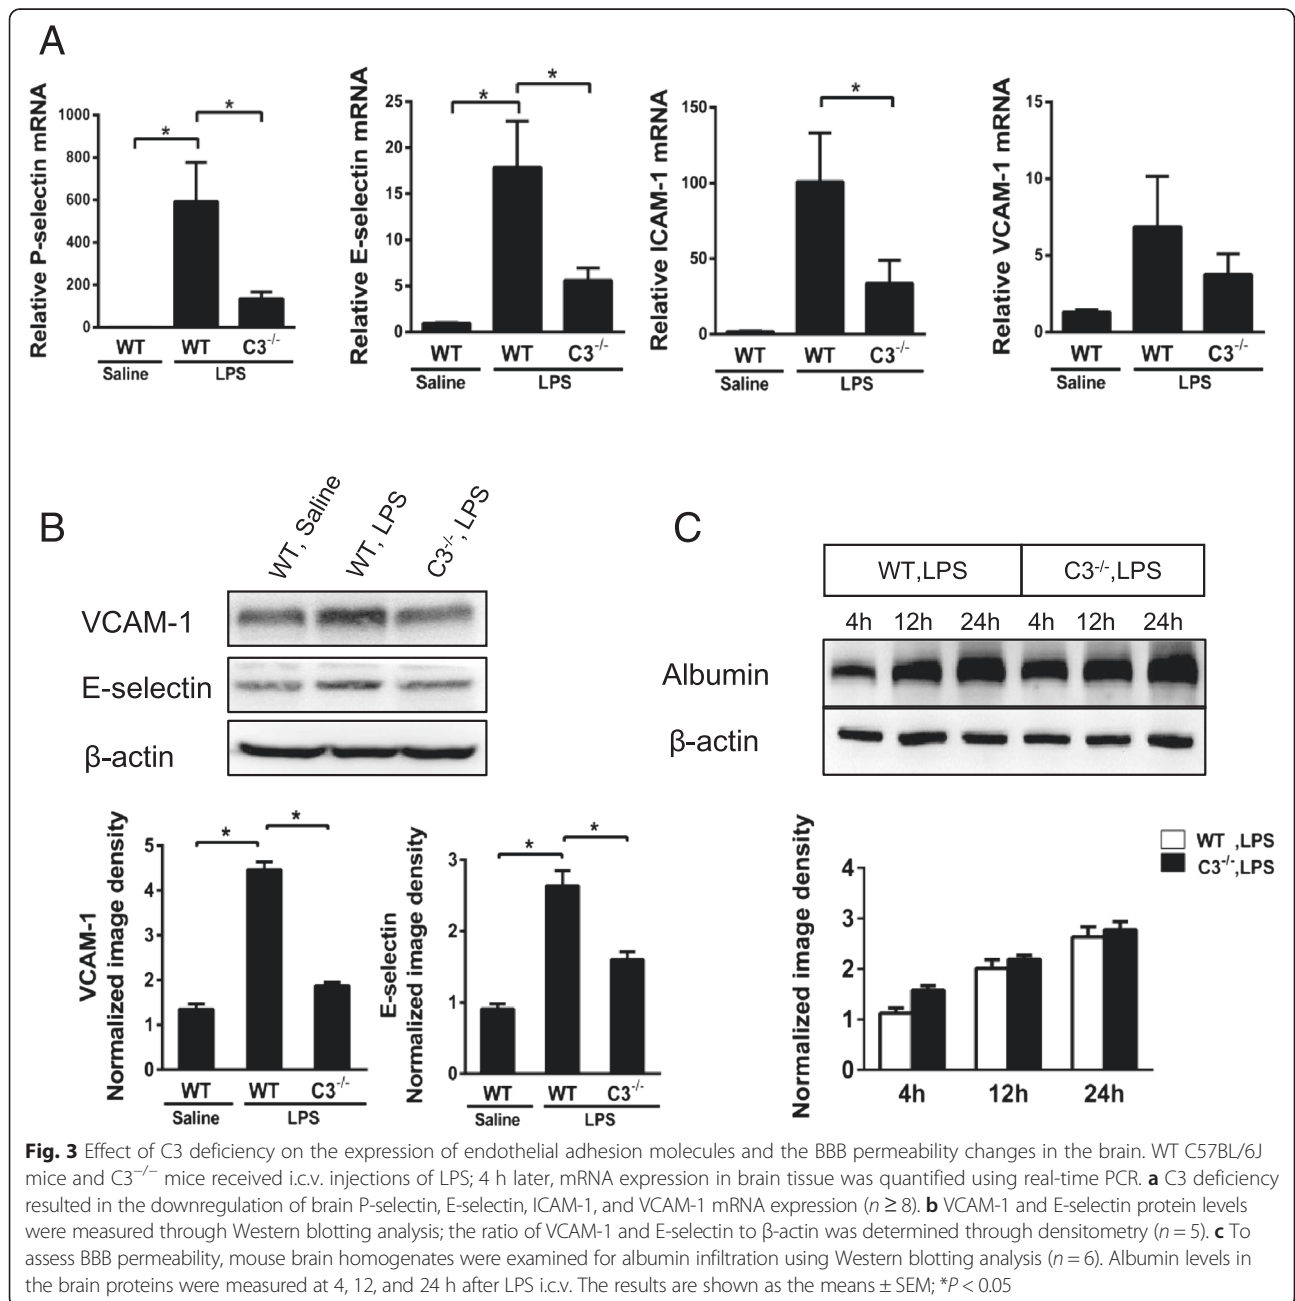 A
Relative P-selectin mRNA
1000
800
600
400
200
0
*
*
WT
WT
C3-/-
Saline
LPS
Relative E-selectin mRNA
25
20
15
10
5
0
*
*
WT
WT
C3-/-
Saline
LPS
Relative ICAM-1 mRNA
150
100
50
0
*
WT
WT
C3-/-
Saline
LPS
Relative VCAM-1 mRNA
15
10
5
0
WT
WT
C3-/-
Saline
LPS
B
WT, Saline
WT, LPS
C3-/-, LPS
VCAM-1
E-selectin
β-actin
VCAM-1
Normalized image density
5
4
3
2
1
0
*
*
WT
WT
C3-/-
Saline
LPS
E-selectin
Normalized image density
3
2
1
0
*
*
WT
WT
C3-/-
Saline
LPS
C
WT,LPS
C3-/-,LPS
4h 12h 24h 4h 12h 24h
Albumin
β-actin
Normalized image density
4
3
2
1
0
4h
12h
24h
WT ,LPS
C3-/-,LPS
Fig. 3 Effect of C3 deficiency on the expression of endothelial adhesion molecules and the BBB permeability changes in the brain. WT C57BL/6J
mice and C3−/− mice received i.c.v. injections of LPS; 4 h later, mRNA expression in brain tissue was quantified using real-time PCR. a C3 deficiency
resulted in the downregulation of brain P-selectin, E-selectin, ICAM-1, and VCAM-1 mRNA expression (n ≥ 8). b VCAM-1 and E-selectin protein levels
were measured through Western blotting analysis; the ratio of VCAM-1 and E-selectin to β-actin was determined through densitometry (n = 5). c To
assess BBB permeability, mouse brain homogenates were examined for albumin infiltration using Western blotting analysis (n = 6). Albumin levels in
the brain proteins were measured at 4, 12, and 24 h after LPS i.c.v. The results are shown as the means ± SEM; *P < 0.05